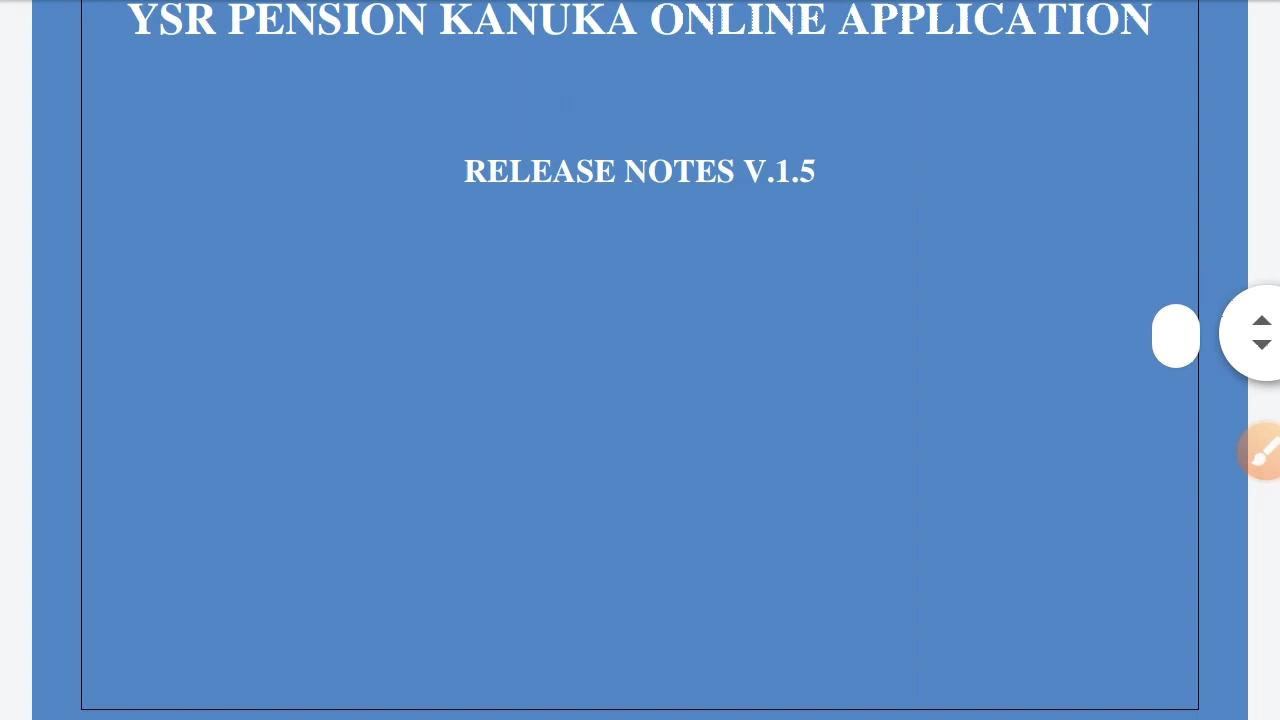 YSR PENSION KANUKA ONLINE APPLICATION
RELEASE NOTES V.1.5